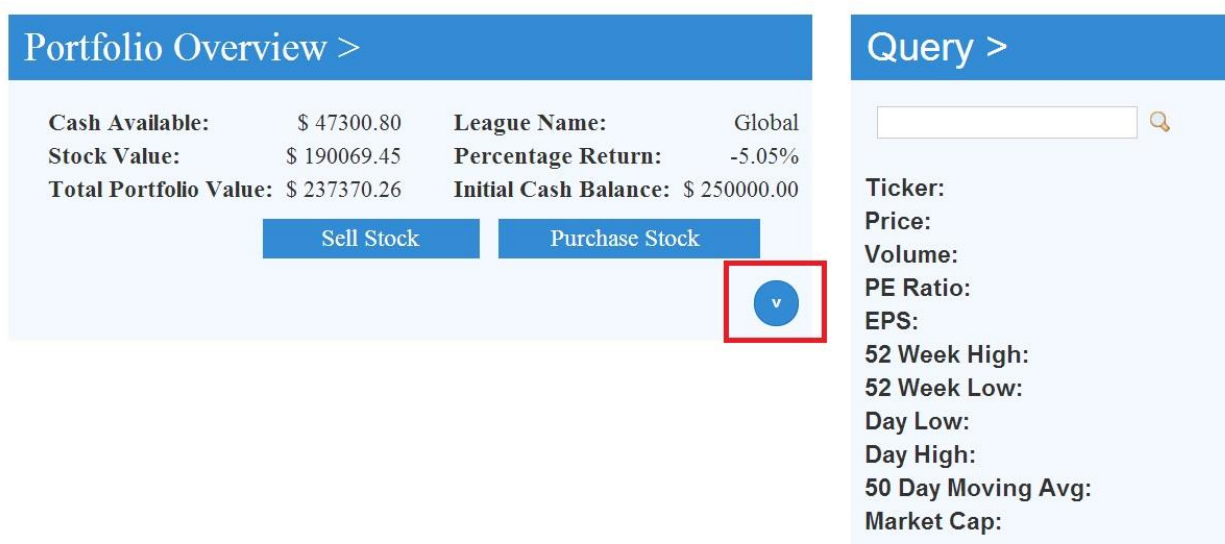 Portfolio Overview >
Cash Available: $ 47300.80 League Name: Global
Stock Value: $ 190069.45 Percentage Return: -5.05%
Total Portfolio Value: $ 237370.26 Initial Cash Balance: $ 250000.00
Sell Stock Purchase Stock
v
Query >
Ticker:
Price:
Volume:
PE Ratio:
EPS:
52 Week High:
52 Week Low:
Day Low:
Day High:
50 Day Moving Avg:
Market Cap: